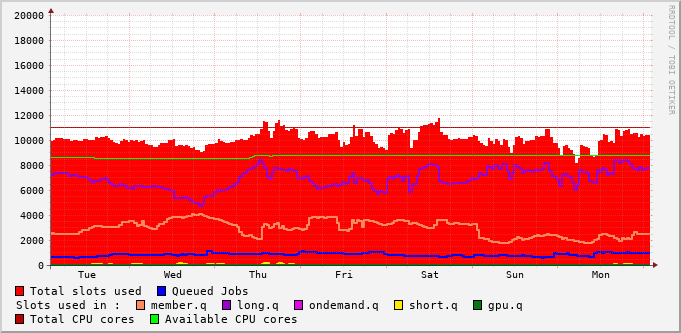 20000
18000
16000
14000
12000
10000
8000
6000
4000
2000
0
Tue Wed Thu Fri Sat Sun Mon
RRDTOOL / TOBI OETIKER
Total slots used Queued Jobs
Slots used in : member.q long.q ondemand.q short.q gpu.q
Total CPU cores Available CPU cores